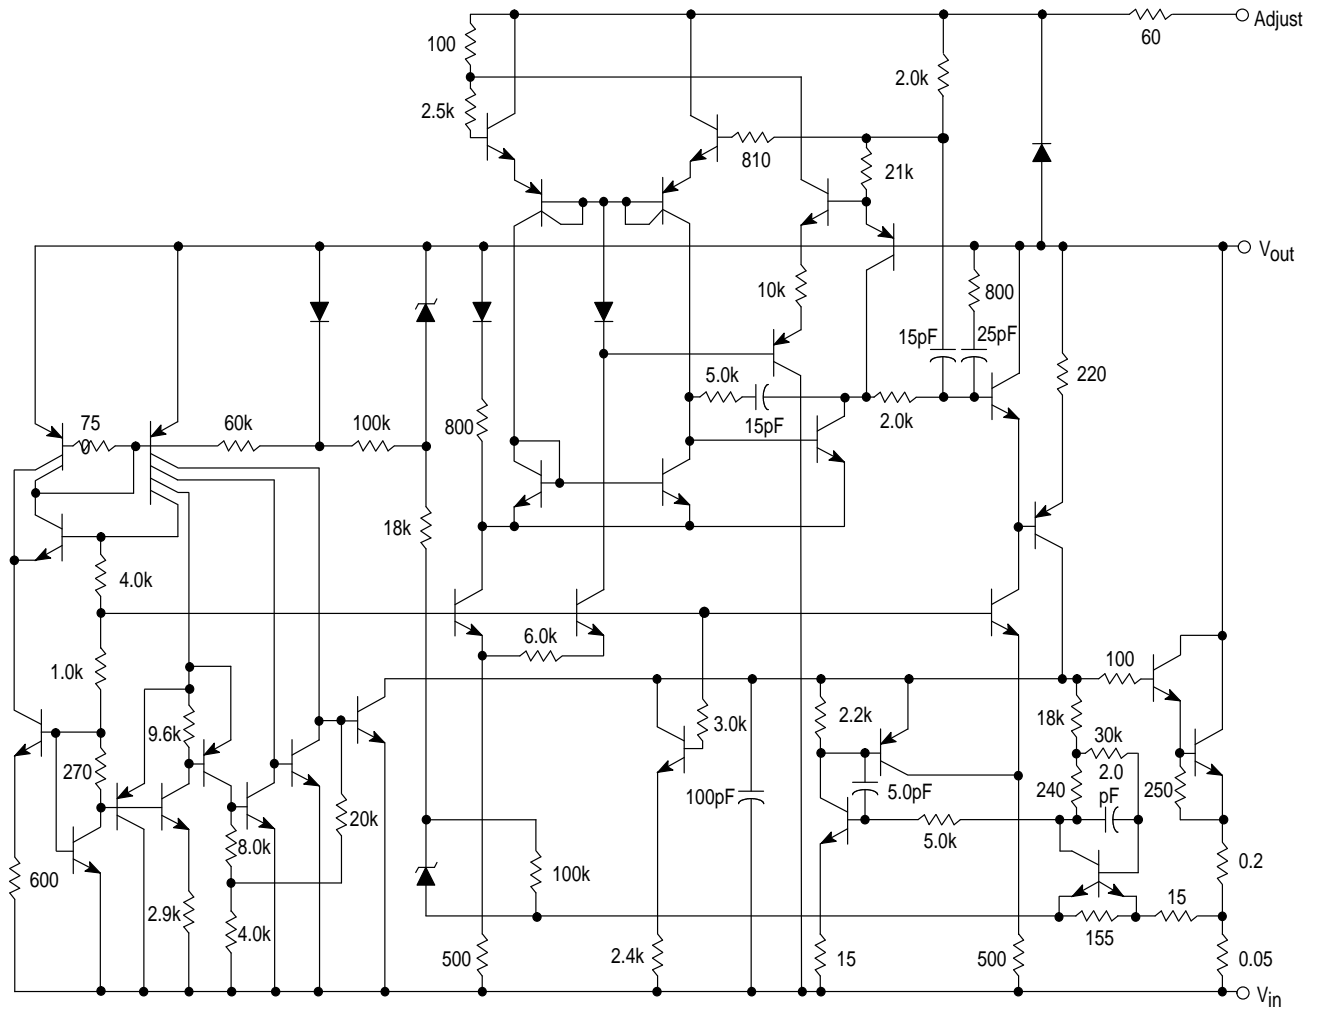 Adjust
60
100
2.0k
2.5k
810
21k
Vout
10k
800
15pF
25pF
220
5.0k
15pF
2.0k
75
0
60k
100k
800
18k
4.0k
6.0k
1.0k
100
9.6k
3.0k
2.2k
18k
30k
270
100pF
5.0pF
240
2.0
pF
250
20k
5.0k
8.0k
600
100k
0.2
2.9k
4.0k
15
155
500
2.4k
15
500
0.05
Vin